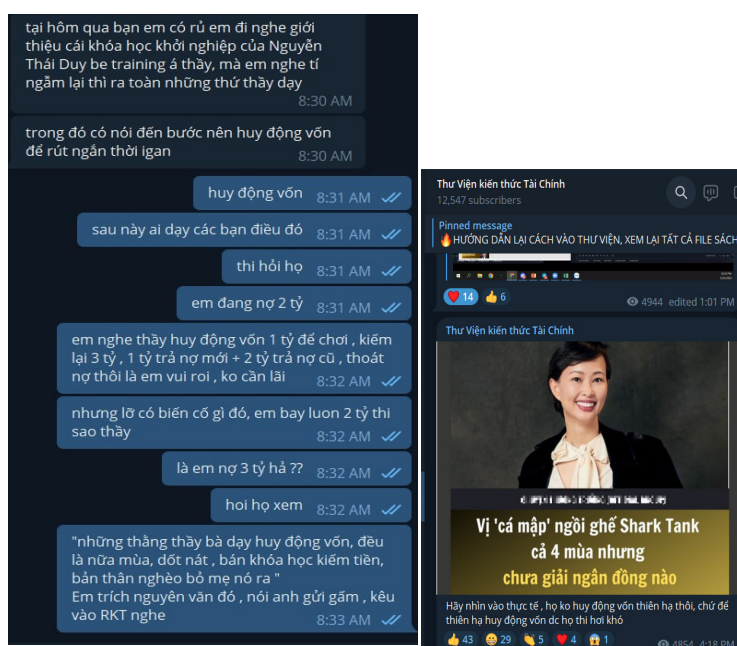 tại hôm qua bạn em có rủ em đi nghe giới
thiệu cái khóa học khởi nghiệp của Nguyễn
Thái Duy be training á thầy, mà em nghe tí
ngẫm lại thì ra toàn những thứ thầy dạy
8:30 AM
trong đó có nói đến bước nên huy động vốn
để rút ngắn thời igan
8:30 AM
huy động vốn 8:31 AM
sau này ai dạy các bạn điều đó 8:31 AM
thi hỏi họ 8:31 AM
em đang nợ 2 tỷ 8:31 AM
em nghe thầy huy động vốn 1 tỷ để chơi , kiếm
lại 3 tỷ , 1 tỷ trả nợ mới + 2 tỷ trả nợ cũ , thoát
nợ thôi là em vui roi , ko cần lãi
8:32 AM
nhưng lỡ có biến cố gì đó, em bay luon 2 tỷ thi
sao thầy
8:32 AM
là em nợ 3 tỷ hả ?? 8:32 AM
hoi họ xem 8:32 AM
"những thằng thầy bà dạy huy động vốn, đều
là nữa mùa, dốt nát , bán khóa học kiếm tiền,
bản thân nghèo bỏ mẹ nó ra "
Em trích nguyên văn đó , nói anh gửi gấm , kêu
vào RKT nghe
8:33 AM
Thư Viện kiến thức Tài Chính
12,547 subscribers
Pinned message
HƯỚNG DẪN LẠI CÁCH VÀO THƯ VIỆN, XEM LẠI TẤT CẢ FILE SÁCH
14 6 4944 edited 1:01 PM
Thư Viện kiến thức Tài Chính
Vị 'cá mập' ngồi ghế Shark Tank
cả 4 mùa nhưng
chưa giải ngân đồng nào
Hãy nhìn vào thực tế , họ ko huy động vốn thiên hạ thôi, chứ để
thiên hạ huy động vốn dc họ thi hơi khó
43 29 5 4 1 4854 4:18 PM